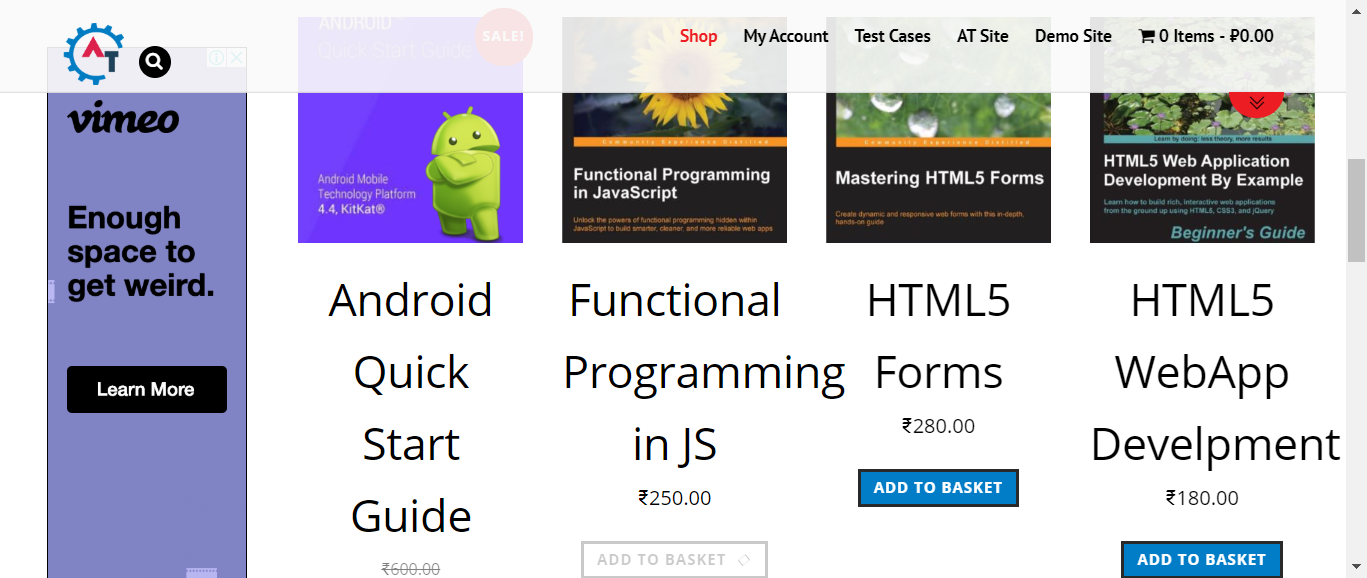 AT
Shop
My Account
Test Cases
AT Site
Demo Site
0 Items - ₽0.00
ANDROID
Quick Start Guide
SALE!
vimeo
Enough
space to
get weird.
Learn More
Android Mobile
Technology Platform
4.4, KitKat®
Community Experience Distilled
Functional Programming
in JavaScript
Unlock the powers of functional programming hidden within
JavaScript to build smarter, cleaner, and more reliable web apps
Community Experience Distilled
Mastering HTML5 Forms
Create dynamic and responsive web forms with this in-depth,
hands-on guide
Learn by doing: less theory, more results
HTML5 Web Application
Development By Example
Learn how to build rich, interactive web applications
from the ground up using HTML5, CSS3, and jQuery
Beginner's Guide
Android
Quick
Start
Guide
₹600.00
Functional
Programming
in JS
₹250.00
ADD TO BASKET
HTML5
Forms
₹280.00
ADD TO BASKET
HTML5
WebApp
Develpment
₹180.00
ADD TO BASKET